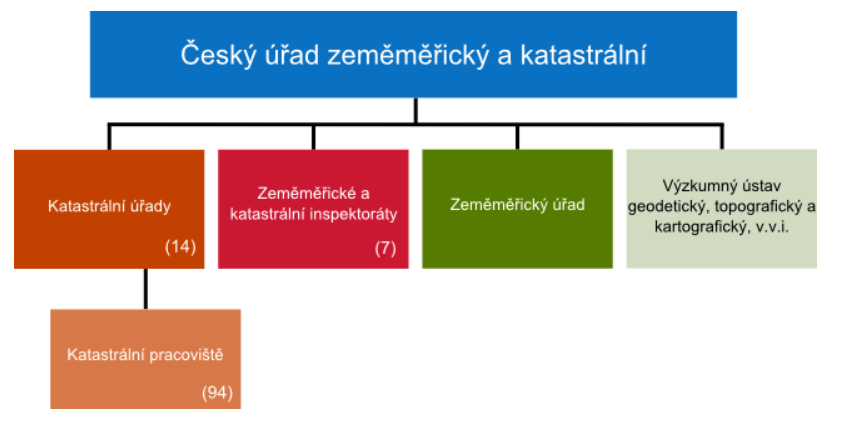 Český úřad zeměměřický a katastrální
Katastrální úřady
(14)
Zeměměřické a
katastrální inspektoráty
(7)
Zeměměřický úřad
Výzkumný ústav
geodetický, topografický a
kartografický, v.v.i.
Katastrální pracoviště
(94)